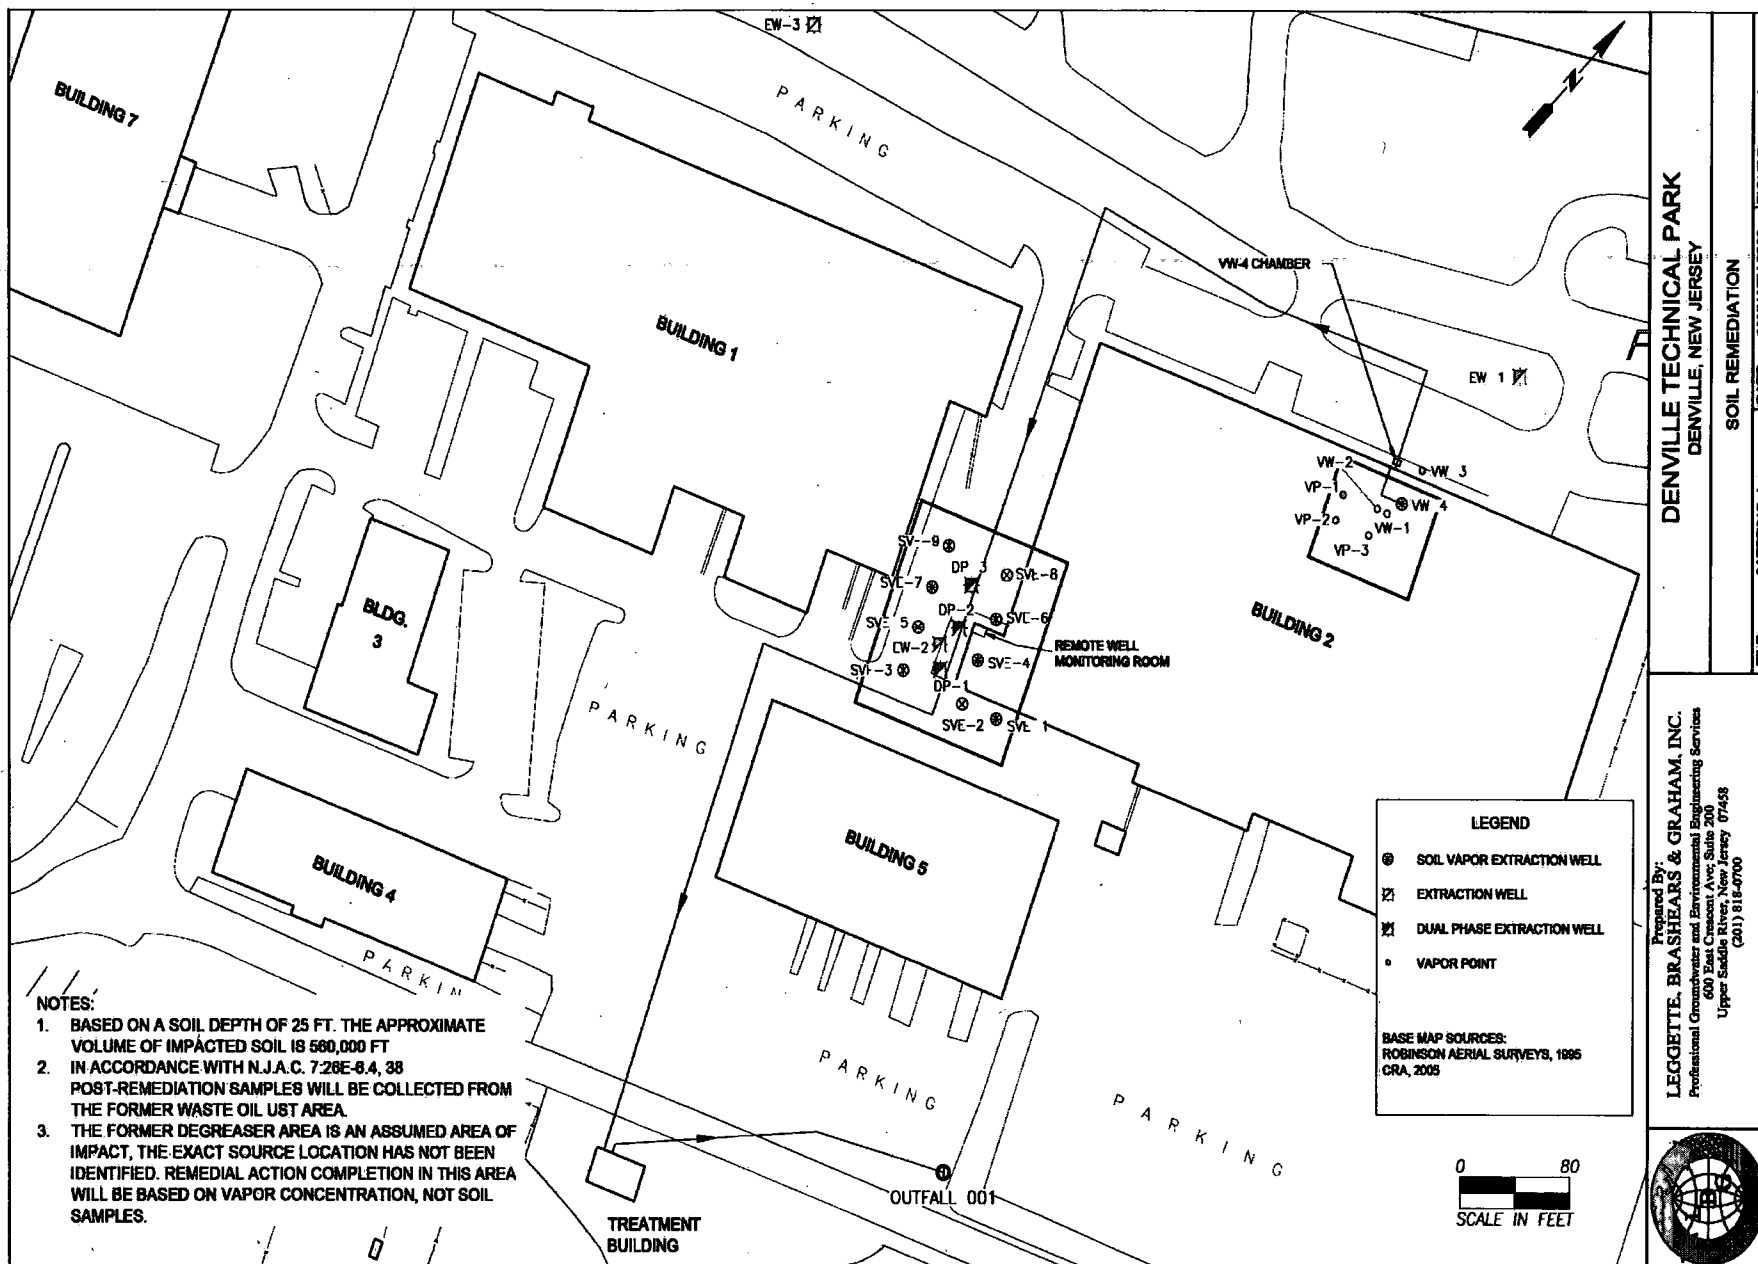 EW-3
N
BUILDING 7
PARKING
VW-4 CHAMBER
BUILDING 1
EW 1
VW-2
VW 3
VP-1
VW 4
VP-2
VW-1
VP-3
SVE-8
DP 3
DP-2
SVE-6
EW-2
SVE-4
DP-1
SVE-2
SVE 1
REMOTE WELL
MONITORING ROOM
BUILDING 2
BLDG.
3
PARKING
BUILDING 5
BUILDING 4
PARKIN
PARKING
PARKING
OUTFALL 001
TREATMENT
BUILDING
NOTES:
1. BASED ON A SOIL DEPTH OF 25 FT. THE APPROXIMATE
VOLUME OF IMPACTED SOIL IS 560,000 FT
2. IN ACCORDANCE WITH N.J.A.C. 7:26E-6.4, 38
POST-REMEDIATION SAMPLES WILL BE COLLECTED FROM
THE FORMER WASTE OIL UST AREA.
3. THE FORMER DEGREASER AREA IS AN ASSUMED AREA OF
IMPACT, THE EXACT SOURCE LOCATION HAS NOT BEEN
IDENTIFIED. REMEDIAL ACTION COMPLETION IN THIS AREA
WILL BE BASED ON VAPOR CONCENTRATION, NOT SOIL
SAMPLES.
LEGEND
SOIL VAPOR EXTRACTION WELL
EXTRACTION WELL
DUAL PHASE EXTRACTION WELL
VAPOR POINT
BASE MAP SOURCES:
ROBINSON AERIAL SURVEYS, 1995
CRA, 2005
0 80
SCALE IN FEET
DENVILLE TECHNICAL PARK
DENVILLE, NEW JERSEY
SOIL REMEDIATION
Prepared By:
LEGGETTE, BRASHEARS & GRAHAM, INC.
Professional Groundwater and Environmental Engineering Services
600 East Crescent Ave, Suite 200
Upper Saddle River, New Jersey 07458
(201) 818-0700